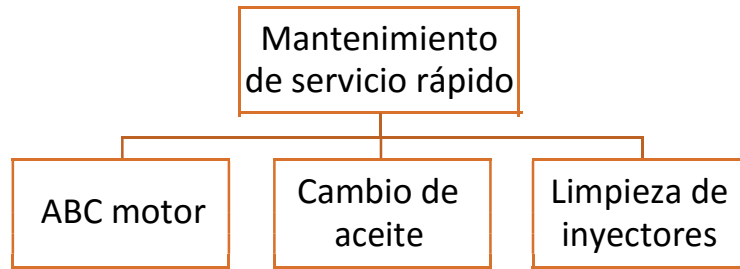 Mantenimiento
de servicio rápido
ABC motor
Cambio de
aceite
Limpieza de
inyectores